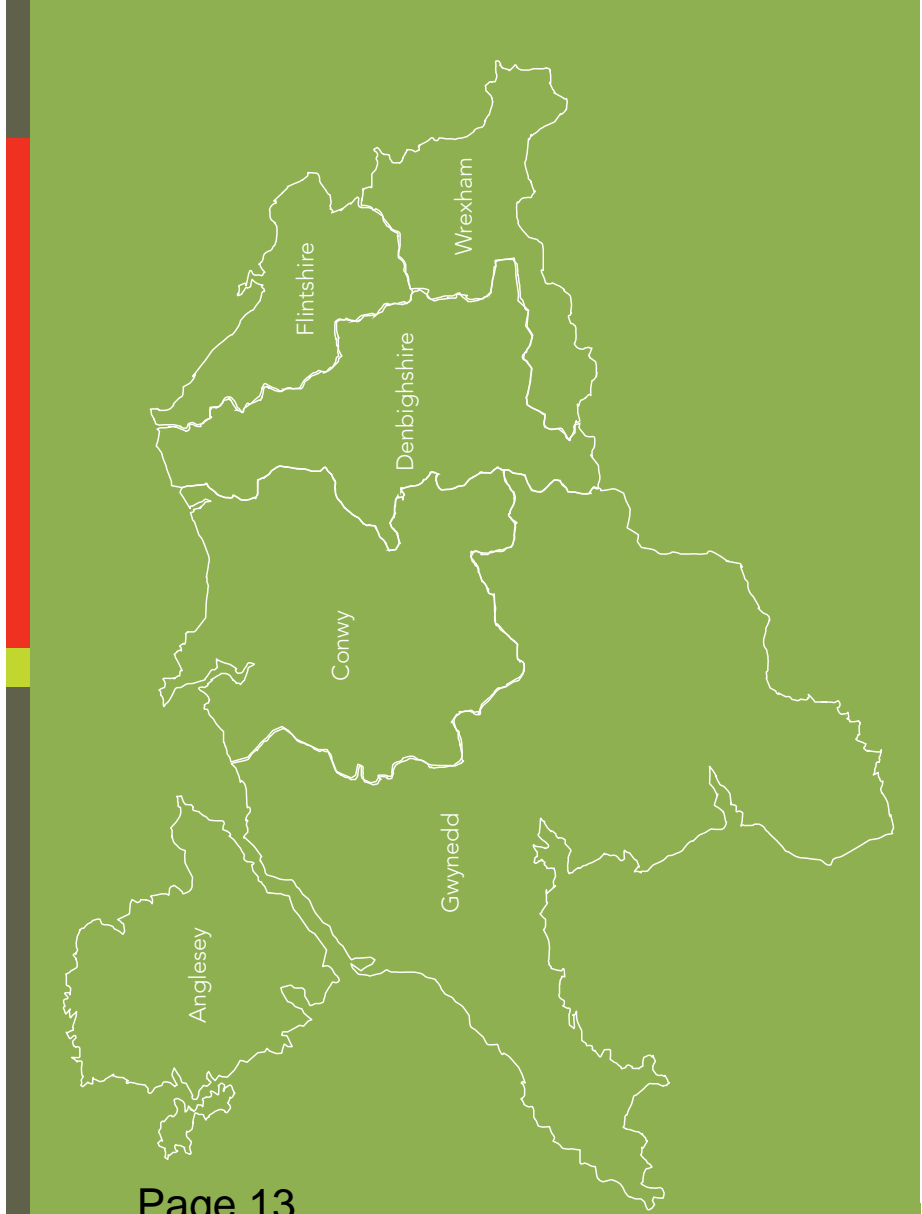 Anglesey
Gwynedd
Conwy
Denbighshire
Flintshire
Wrexham
Page 13